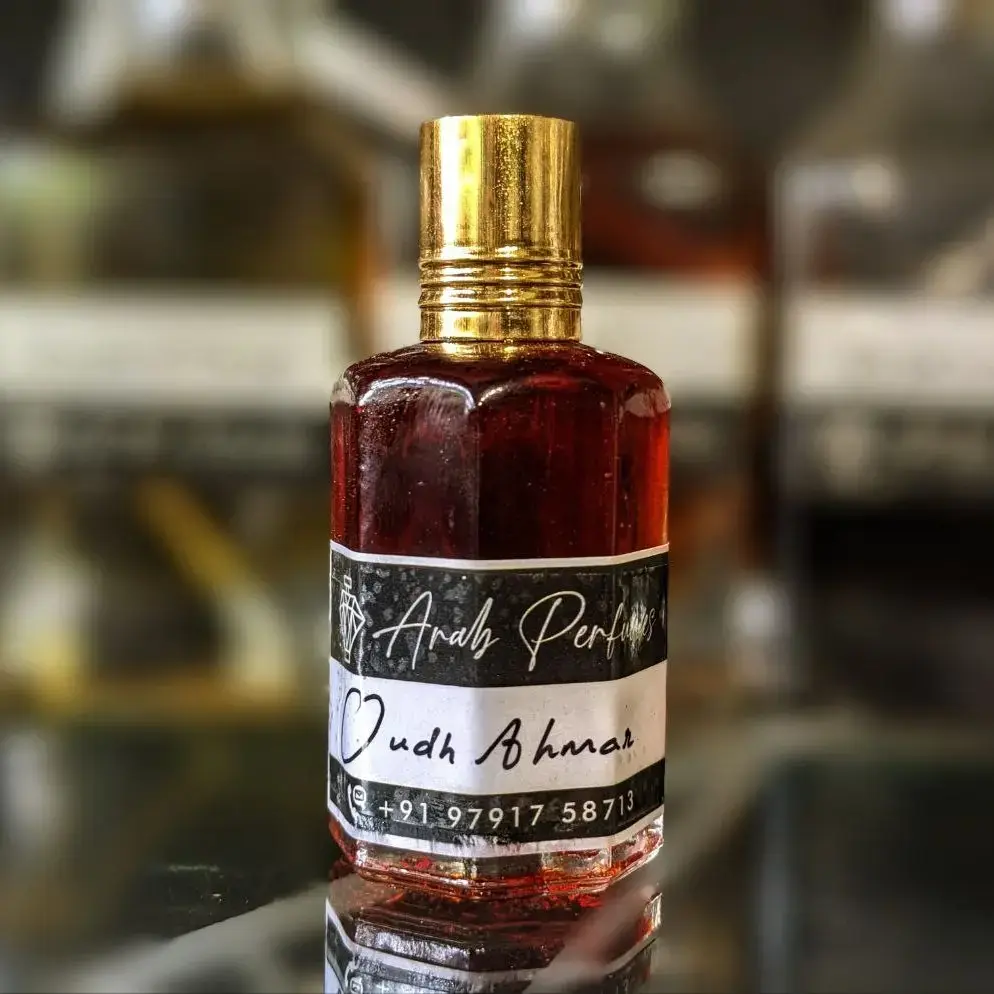 Arab Perfumes
Oudh Ahmar
+91 97917 58713